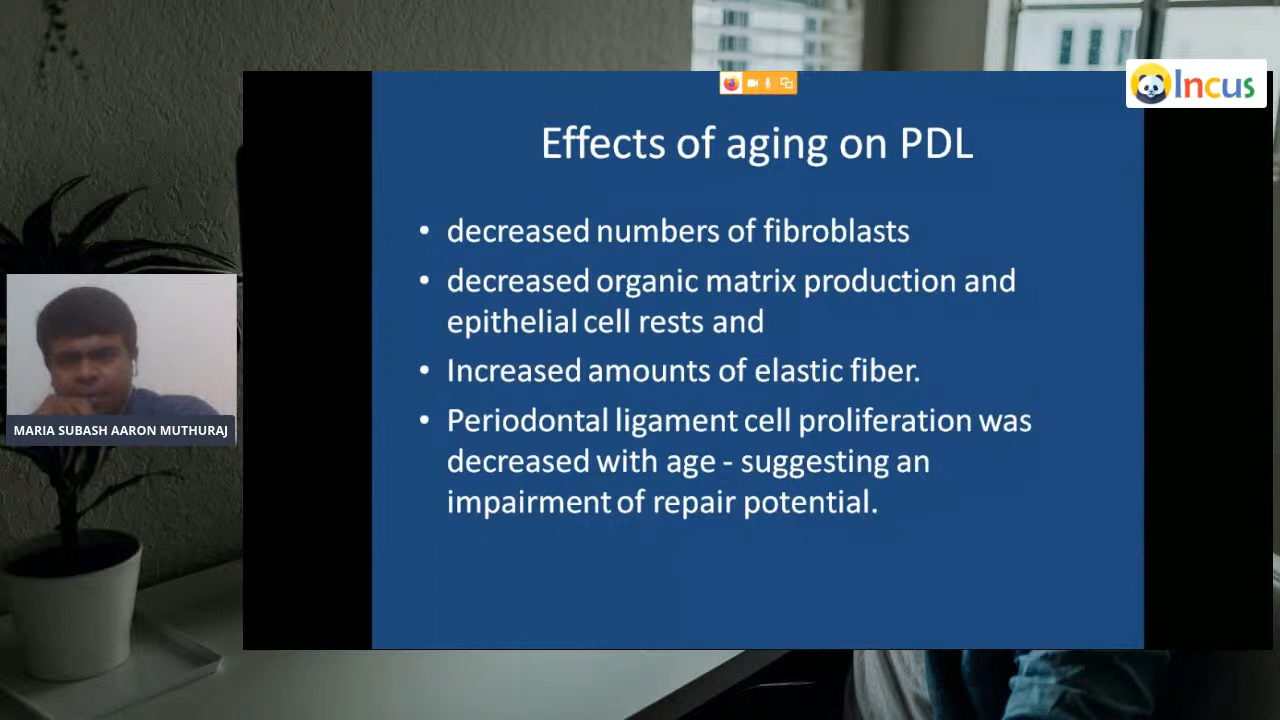 Incus
Effects of aging on PDL
• decreased numbers of fibroblasts
• decreased organic matrix production and
epithelial cell rests and
• Increased amounts of elastic fiber.
• Periodontal ligament cell proliferation was
decreased with age - suggesting an
impairment of repair potential.
MARIA SUBASH AARON MUTHURAJ